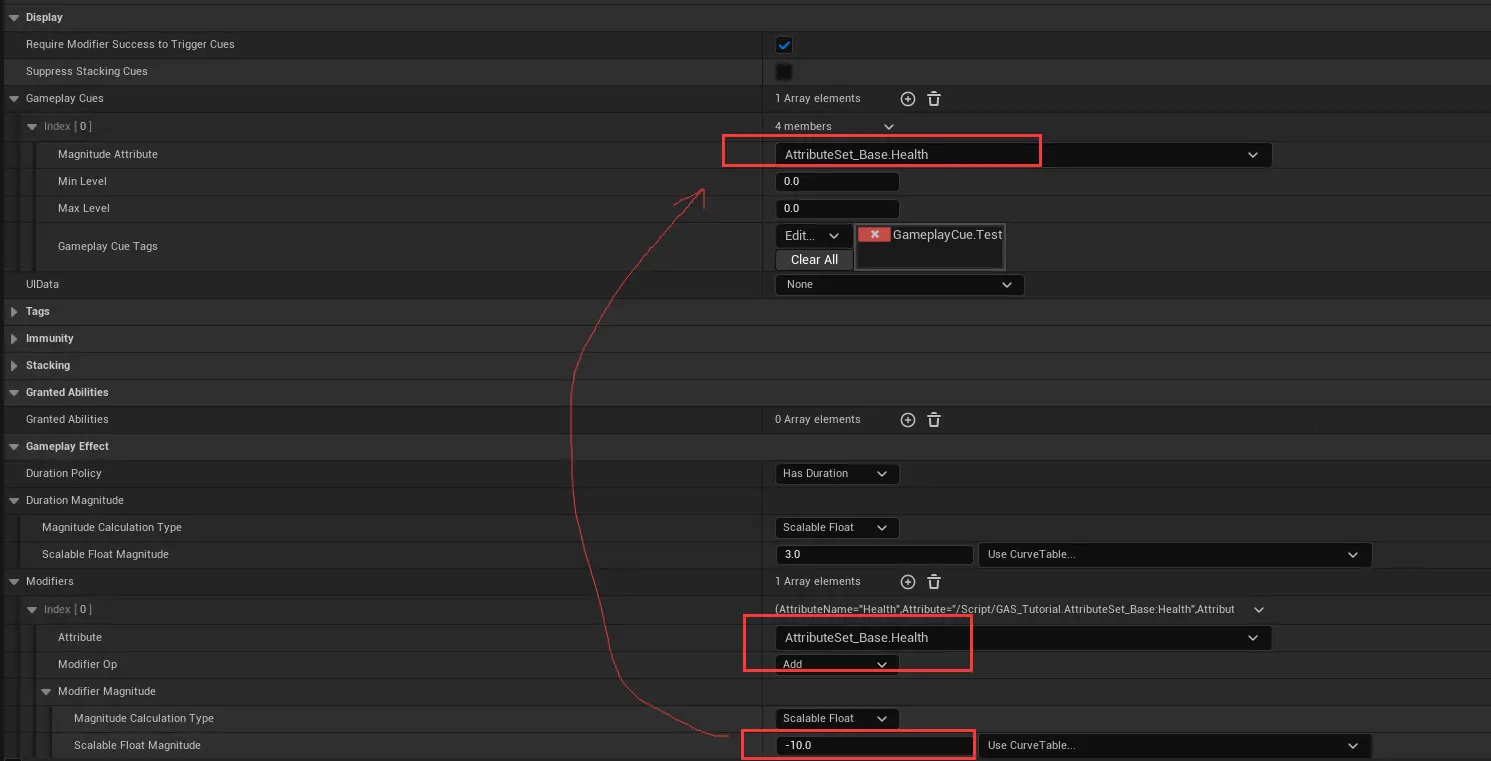 Display
Require Modifier Success to Trigger Cues
Suppress Stacking Cues
Gameplay Cues 1 Array elements
Index [ 0 ] 4 members
Magnitude Attribute AttributeSet_Base.Health
Min Level 0.0
Max Level 0.0
Gameplay Cue Tags Edit... GameplayCue.Test
Clear All
UIData None
Tags
Immunity
Stacking
Granted Abilities
Granted Abilities 0 Array elements
Gameplay Effect
Duration Policy Has Duration
Duration Magnitude
Magnitude Calculation Type Scalable Float
Scalable Float Magnitude 3.0 Use CurveTable...
Modifiers 1 Array elements
Index [ 0 ] (AttributeName="Health",Attribute="/Script/GAS_Tutorial.AttributeSet_Base:Health",Attribut
Attribute AttributeSet_Base.Health
Modifier Op Add
Modifier Magnitude
Magnitude Calculation Type Scalable Float
Scalable Float Magnitude -10.0 Use CurveTable...